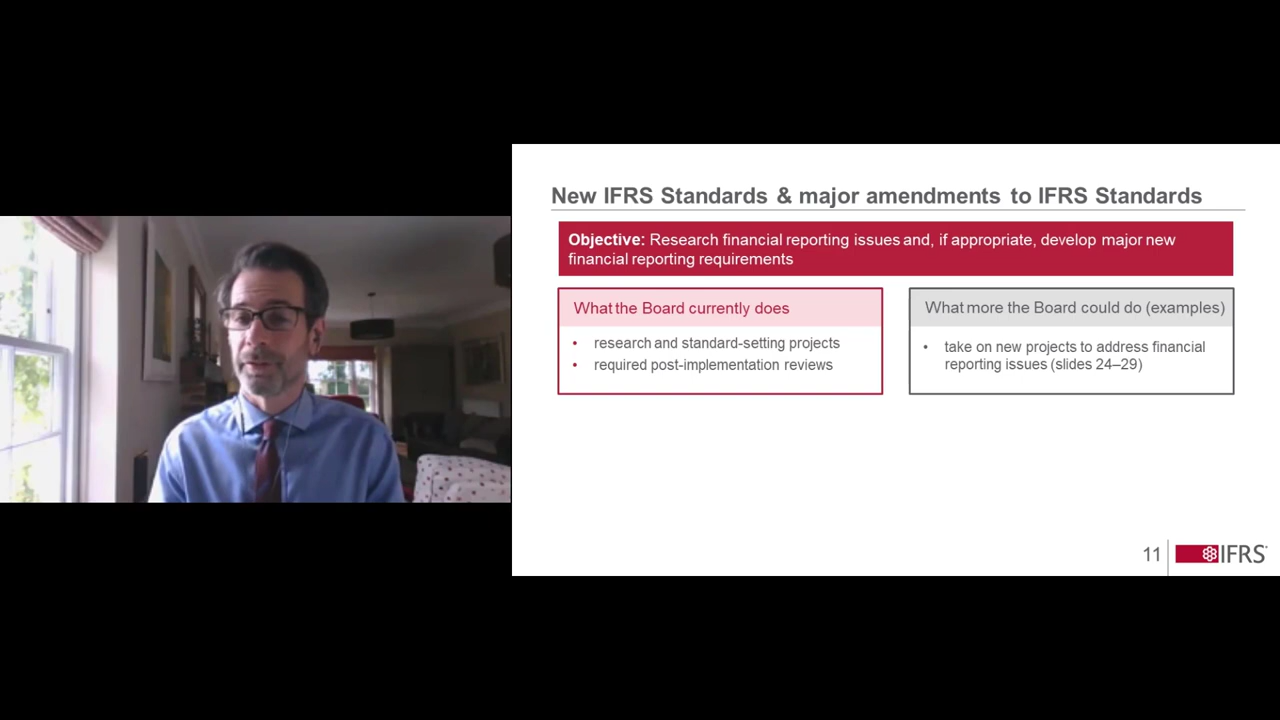 New IFRS Standards & major amendments to IFRS Standards
Objective: Research financial reporting issues and, if appropriate, develop major new
financial reporting requirements
What the Board currently does
• research and standard-setting projects
• required post-implementation reviews
What more the Board could do (examples)
• take on new projects to address financial
reporting issues (slides 24–29)
11
IFRS